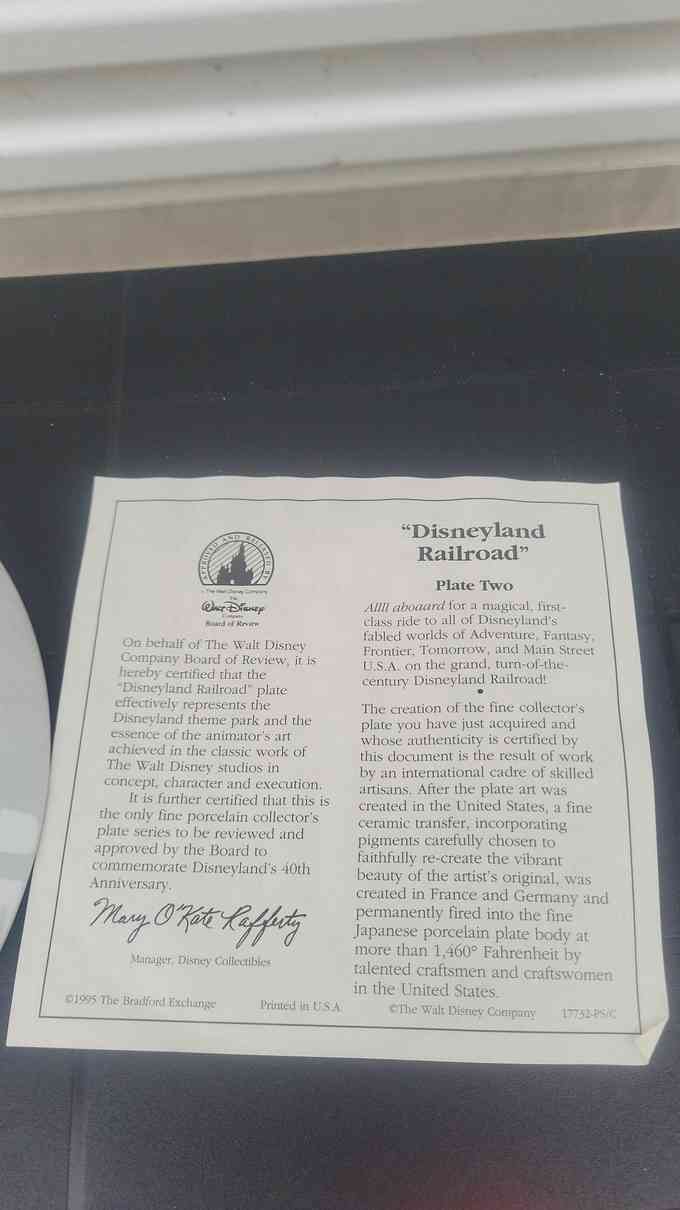 APPROVED AND RELEASED BY
The Walt Disney Company
The
Walt Disney
Company
Board of Review
On behalf of The Walt Disney
Company Board of Review, it is
hereby certified that the
"Disneyland Railroad" plate
effectively represents the
Disneyland theme park and the
essence of the animator's art
achieved in the classic work of
The Walt Disney studios in
concept, character and execution.
It is further certified that this is
the only fine porcelain collector's
plate series to be reviewed and
approved by the Board to
commemorate Disneyland's 40th
Anniversary.
Mary O'Kate Rafferty
Manager, Disney Collectibles
©1995 The Bradford Exchange
Printed in U.S.A.
"Disneyland
Railroad"
Plate Two
Allll aboaard for a magical, first-
class ride to all of Disneyland's
fabled worlds of Adventure, Fantasy,
Frontier, Tomorrow, and Main Street
U.S.A. on the grand, turn-of-the-
century Disneyland Railroad!
•
The creation of the fine collector's
plate you have just acquired and
whose authenticity is certified by
this document is the result of work
by an international cadre of skilled
artisans. After the plate art was
created in the United States, a fine
ceramic transfer, incorporating
pigments carefully chosen to
faithfully re-create the vibrant
beauty of the artist's original, was
created in France and Germany and
permanently fired into the fine
Japanese porcelain plate body at
more than 1,460° Fahrenheit by
talented craftsmen and craftswomen
in the United States.
©The Walt Disney Company
17732-PS/C